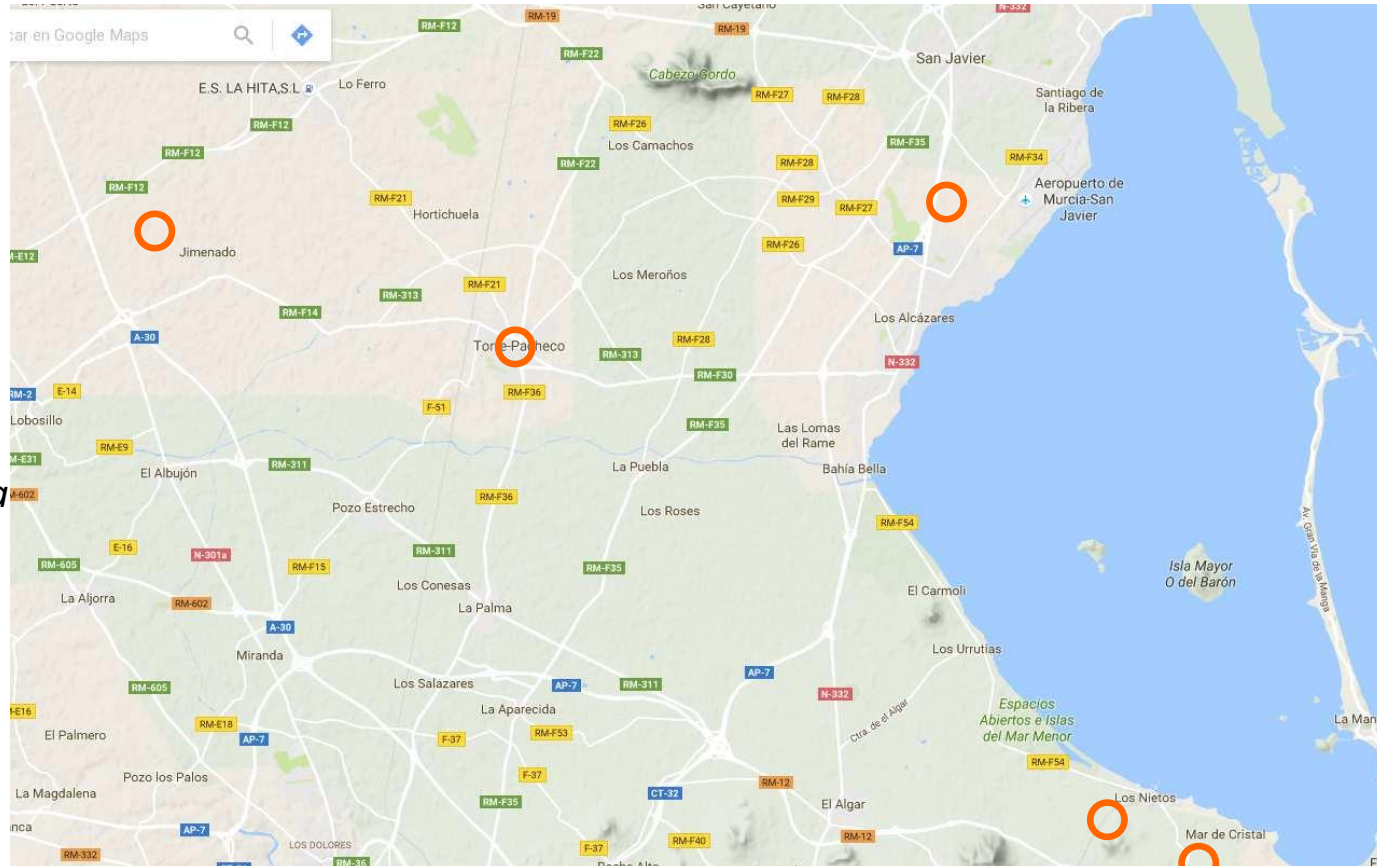 RM-19
San Cayetano
N-332
RM-F12
RM-19
car en Google Maps
RM-F22
San Javier
Cabezo Gordo
E.S. LA HITA,S.L
Lo Ferro
RM-F27
RM-F28
Santiago de
la Ribera
RM-F12
RM-F26
Los Camachos
RM-F35
RM-F12
RM-F22
RM-F28
RM-F34
RM-F12
RM-F21
RM-F29
RM-F27
Aeropuerto de
Murcia-San
Javier
Hortichuela
Jimenado
RM-F26
AP-7
Los Meroños
RM-F21
RM-313
RM-F14
Los Alcázares
A-30
Torre-Pacheco
RM-313
RM-F28
N-332
RM-F30
RM-2
E-14
RM-F36
F-51
Lobosillo
RM-F35
Las Lomas
del Rame
RM-E9
M-E31
El Albujón
RM-311
La Puebla
Bahía Bella
a
RM-F36
Pozo Estrecho
Los Roses
RM-F54
Av. Gran Vía de la Manga
E-16
N-301a
RM-311
RM-605
RM-F15
RM-F35
Isla Mayor
O del Barón
Los Conesas
El Carmoli
La Aljorra
RM-602
La Palma
A-30
Miranda
Los Urrutias
RM-605
Los Salazares
AP-7
RM-311
AP-7
N-332
La Aparecida
Ctra. de el Algar
Espacios
Abiertos e Islas
del Mar Menor
La Man
RM-E18
El Palmero
AP-7
F-37
RM-F53
RM-F54
Pozo los Palos
F-37
RM-12
La Magdalena
CT-32
RM-F35
El Algar
Los Nietos
AP-7
RM-F40
RM-12
Mar de Cristal
LOS DOLORES
F-37
RM-332
RM-36